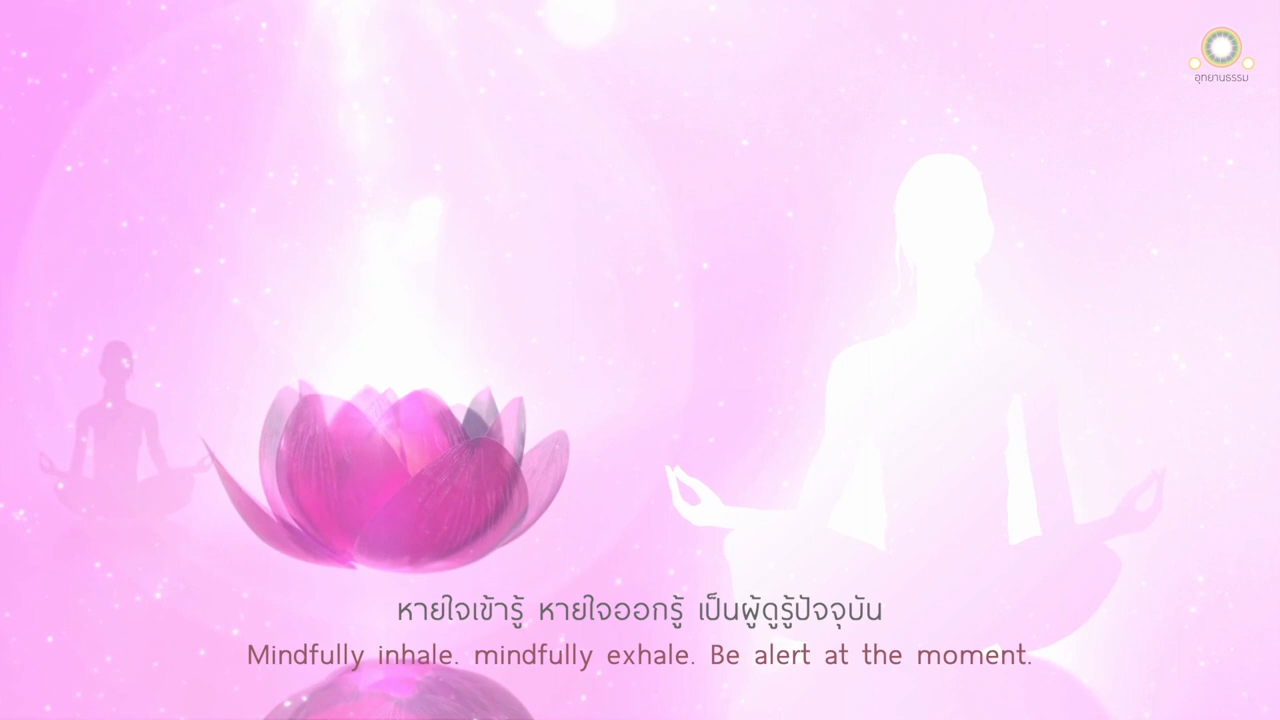 อุทยานธรรม
หายใจเข้ารู้ หายใจออกรู้ เป็นผู้ดูรู้ปัจจุบัน
Mindfully inhale. mindfully exhale. Be alert at the moment.